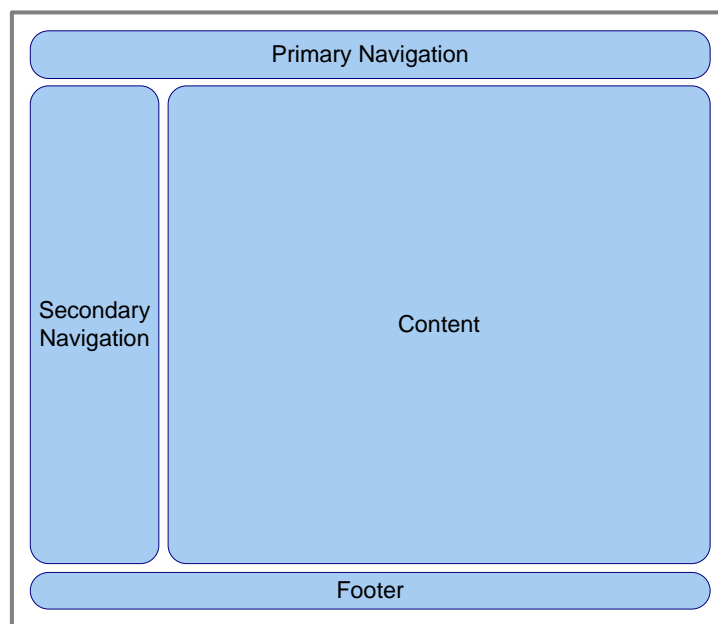 Primary Navigation
Secondary
Navigation
Content
Footer